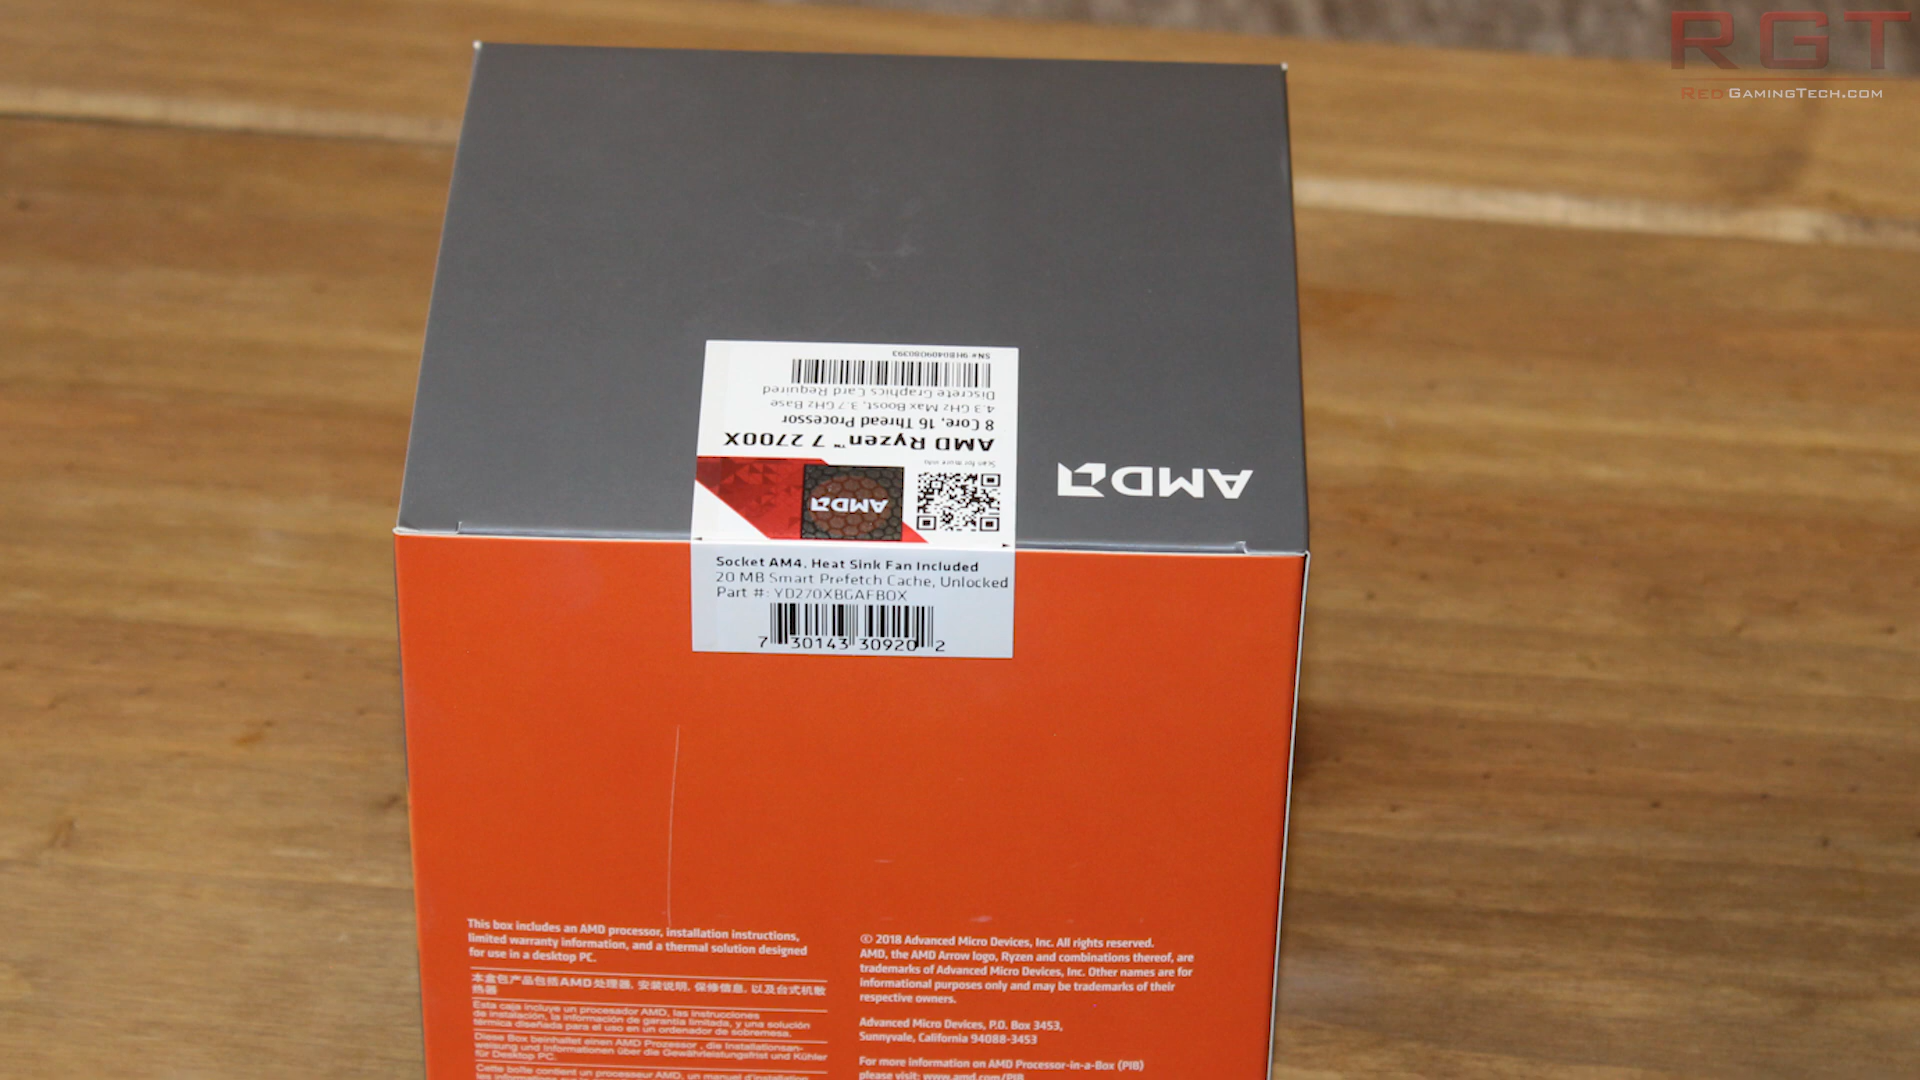 RGT
RedGamingTech.com
SN# 9HB0409080393
Discrete Graphics Card Required
4.3 GHz Max Boost, 3.7 GHz Base
8 Core, 16 Thread Processor
AMD Ryzen™ 7 2700X
Scan for more info
AMD
AMD
Socket AM4. Heat Sink Fan Included
20 MB Smart Prefetch Cache, Unlocked
Part #: YD270XBGAFBOX
7 30143 30920 2
This box includes an AMD processor, installation instructions,
limited warranty information, and a thermal solution designed
for use in a desktop PC.
本盒包产品包括AMD处理器, 安装说明, 保修信息, 以及台式机散
热器
Esta caja incluye un procesador AMD, las instrucciones
de instalación, la información de garantía limitada, y una solución
térmica diseñada para el uso en un ordenador de sobremesa.
Diese Box beinhaltet einen AMD Prozessor , die Installationsan-
weisung und Informationen über die Gewährleistungsfrist und Kühler
für Desktop PC.
Cette boîte contient un processeur AMD, un manuel d'installation
© 2018 Advanced Micro Devices, Inc. All rights reserved.
AMD, the AMD Arrow logo, Ryzen and combinations thereof, are
trademarks of Advanced Micro Devices, Inc. Other names are for
informational purposes only and may be trademarks of their
respective owners.
Advanced Micro Devices, P.O. Box 3453,
Sunnyvale, California 94088-3453
For more information on AMD Processor-in-a-Box (PIB)
please visit: www.amd.com/PIB